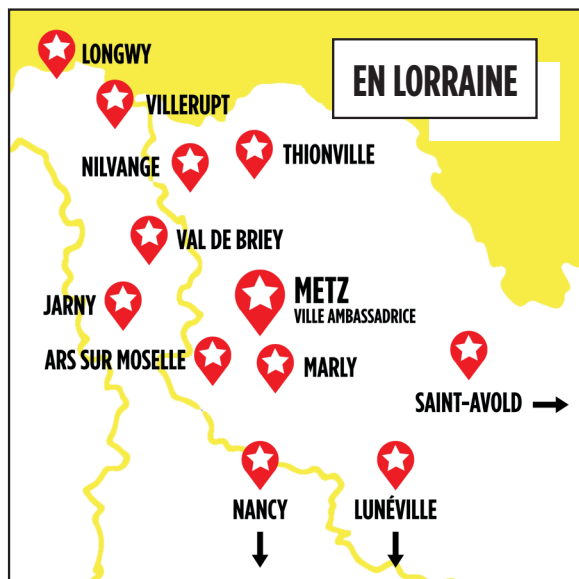 LONGWY
EN LORRAINE
VILLERUPT
NILVANGE
THIONVILLE
VAL DE BRIEY
METZ
VILLE AMBASSADRICE
JARNY
ARS SUR MOSELLE
MARLY
SAINT-AVOLD
NANCY
LUNÉVILLE